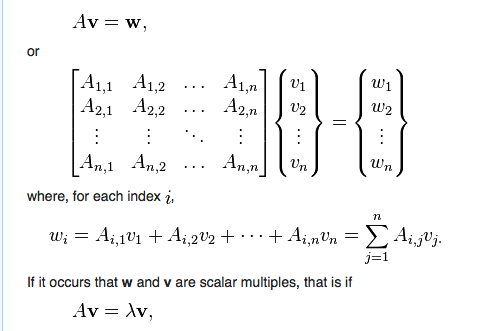 Av = w,
or
[A₁,₁ A₁,₂ … A₁,ₙ] {v₁} {w₁}
[A₂,₁ A₂,₂ … A₂,ₙ] {v₂} = {w₂}
[⋮ ⋮ ⋱ ⋮] {⋮} {⋮}
[Aₙ,₁ Aₙ,₂ … Aₙ,ₙ] {vₙ} {wₙ}
where, for each index i,
wᵢ = Aᵢ,₁v₁ + Aᵢ,₂v₂ + ⋯ + Aᵢ,ₙvₙ = ∑ⱼ₌₁ⁿ Aᵢ,ⱼvⱼ.
If it occurs that w and v are scalar multiples, that is if
Av = λv,